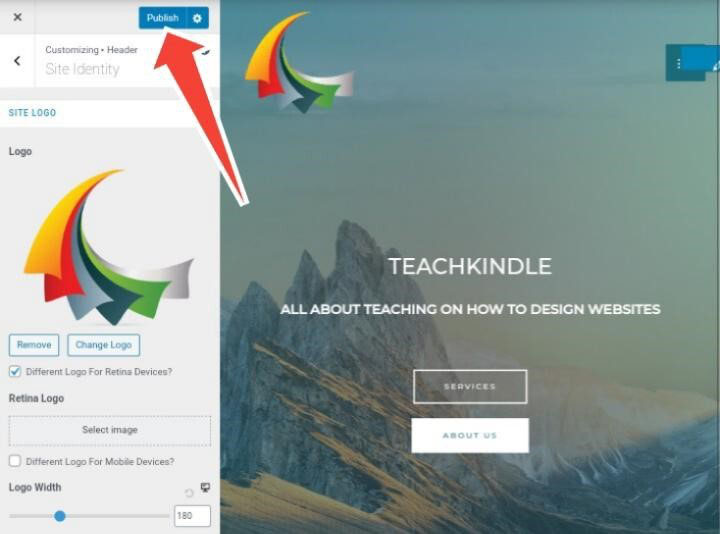 Publish
Customizing • Header
Site Identity
SITE LOGO
Logo
Remove
Change Logo
Different Logo For Retina Devices?
Retina Logo
Select image
Different Logo For Mobile Devices?
Logo Width
180
TEACHKINDLE
ALL ABOUT TEACHING ON HOW TO DESIGN WEBSITES
SERVICES
ABOUT US